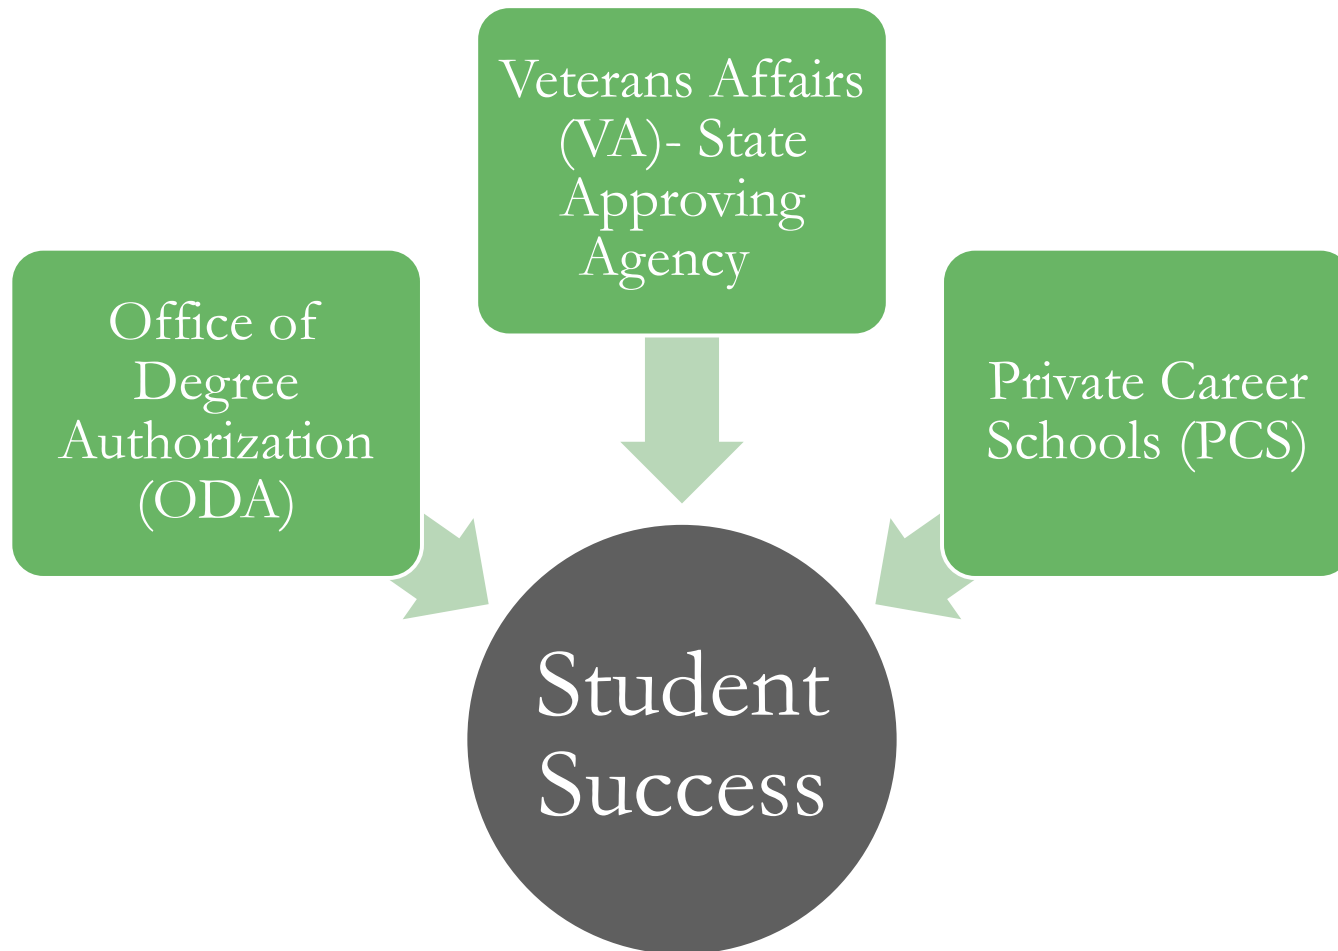 Veterans Affairs
(VA)- State
Approving
Agency
Office of
Degree
Authorization
(ODA)
Private Career
Schools (PCS)
Student
Success